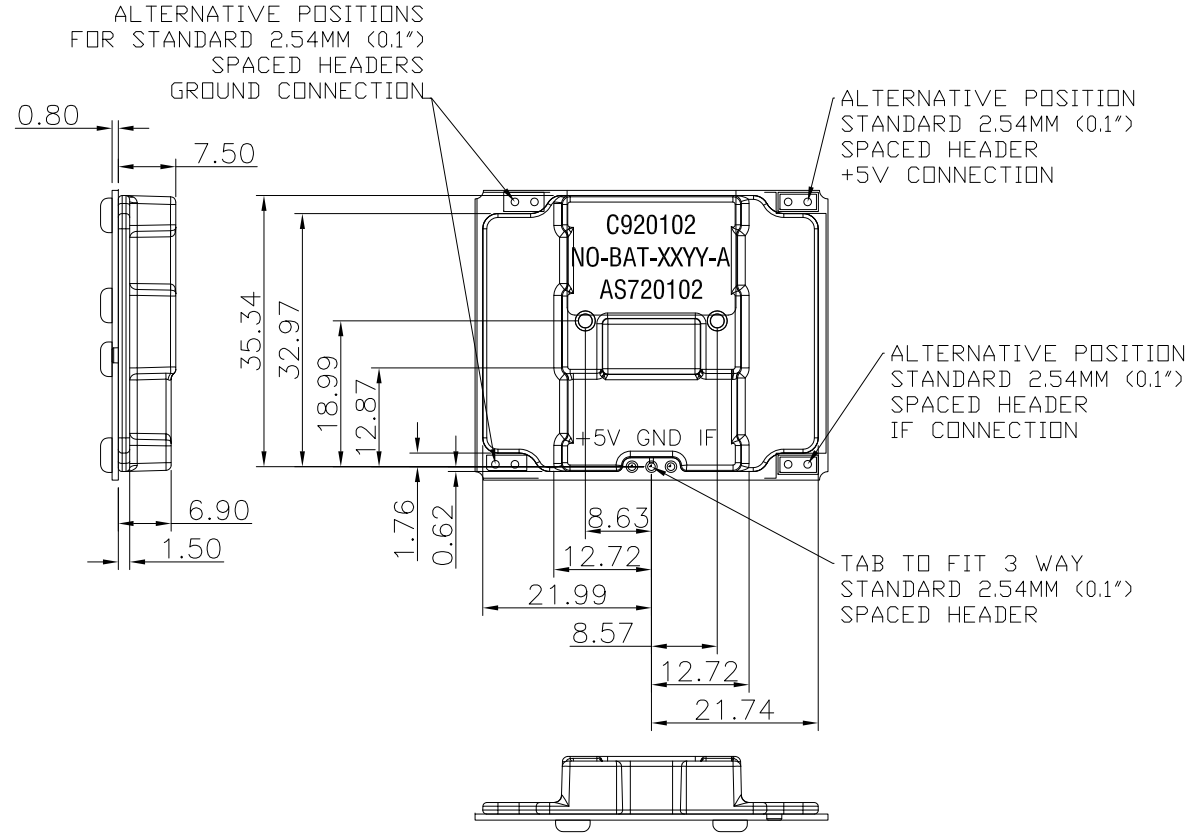 ALTERNATIVE POSITIONS
FOR STANDARD 2.54MM (0.1")
SPACED HEADERS
GROUND CONNECTION
ALTERNATIVE POSITION
STANDARD 2.54MM (0.1")
SPACED HEADER
+5V CONNECTION
0.80
7.50
C920102
NO-BAT-XXYY-A
AS720102
35.34
32.97
18.99
12.87
ALTERNATIVE POSITION
STANDARD 2.54MM (0.1")
SPACED HEADER
IF CONNECTION
+5V GND IF
6.90
1.50
1.76
0.62
8.63
12.72
21.99
8.57
12.72
21.74
TAB TO FIT 3 WAY
STANDARD 2.54MM (0.1")
SPACED HEADER